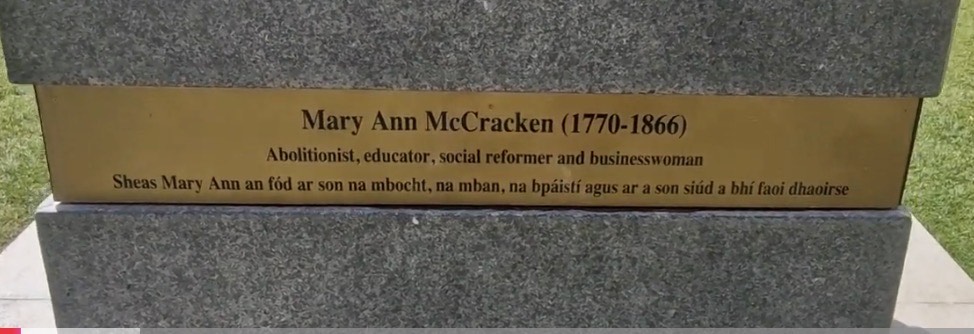 Mary Ann McCracken (1770-1866)
Abolitionist, educator, social reformer and businesswoman
Sheas Mary Ann an fód ar son na mbocht, na mban, na bpáistí agus ar a son siúd a bhí faoi dhaoirse